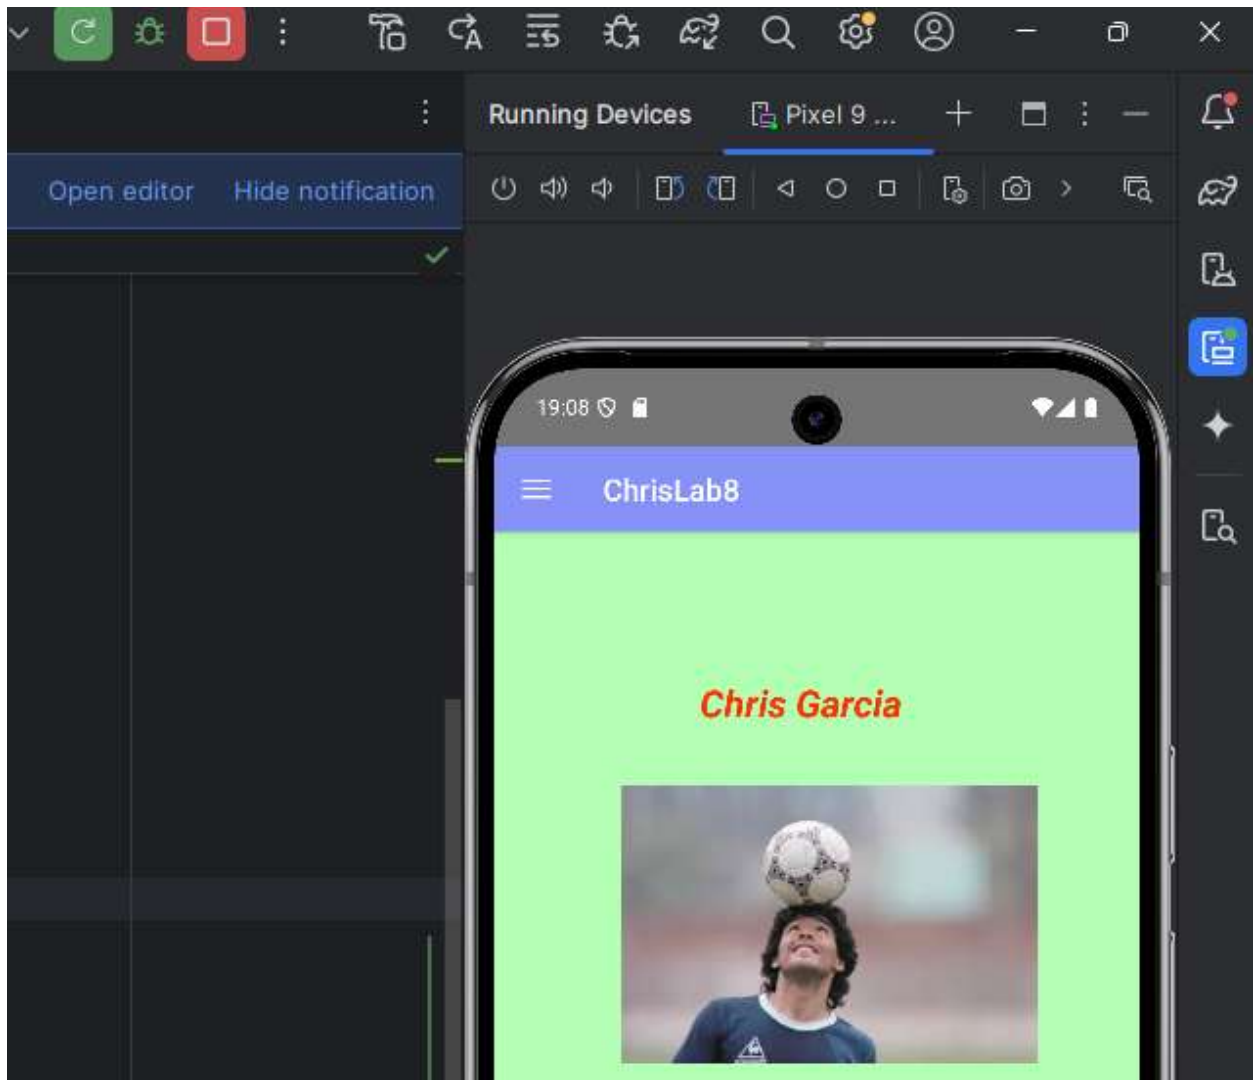 Running Devices
Pixel 9 ...
Open editor
Hide notification
19:08
ChrisLab8
Chris Garcia